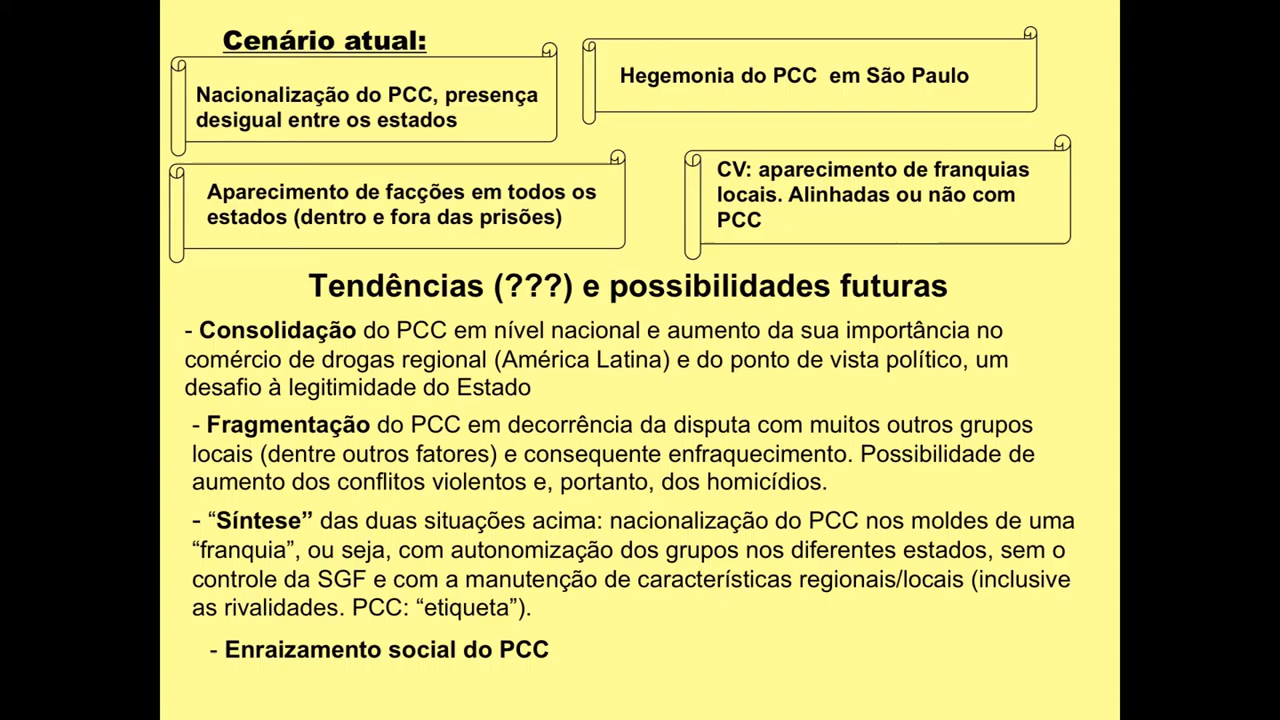 Cenário atual:
Nacionalização do PCC, presença
desigual entre os estados
Hegemonia do PCC em São Paulo
Aparecimento de facções em todos os
estados (dentro e fora das prisões)
CV: aparecimento de franquias
locais. Alinhadas ou não com
PCC
Tendências (???) e possibilidades futuras
- Consolidação do PCC em nível nacional e aumento da sua importância no
comércio de drogas regional (América Latina) e do ponto de vista político, um
desafio à legitimidade do Estado
- Fragmentação do PCC em decorrência da disputa com muitos outros grupos
locais (dentre outros fatores) e consequente enfraquecimento. Possibilidade de
aumento dos conflitos violentos e, portanto, dos homicídios.
- “Síntese” das duas situações acima: nacionalização do PCC nos moldes de uma
“franquia”, ou seja, com autonomização dos grupos nos diferentes estados, sem o
controle da SGF e com a manutenção de características regionais/locais (inclusive
as rivalidades. PCC: “etiqueta”).
- Enraizamento social do PCC